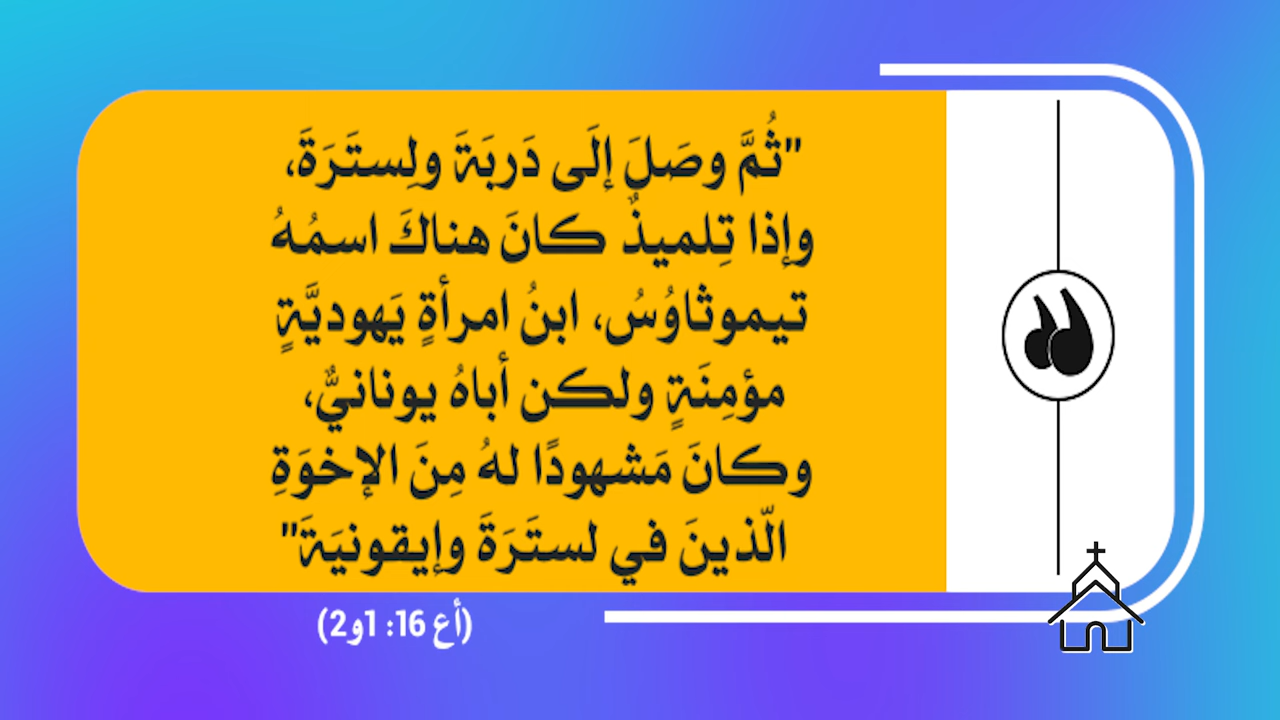 "ثُمَّ وصَلَ إلَى دَربَةَ ولِستَرَةَ،
وإذا تِلميذٌ كانَ هناكَ اسمُهُ
تيموثاوُسُ، ابنُ امرأةٍ يَهوديَّةٍ
مؤمِنَةٍ ولكن أباهُ يونانيٌّ،
وكانَ مَشهودًا لهُ مِنَ الإخوَةِ
الّذينَ في لستَرَةَ وإيقونيَةَ"
(أع 16: 1و2)